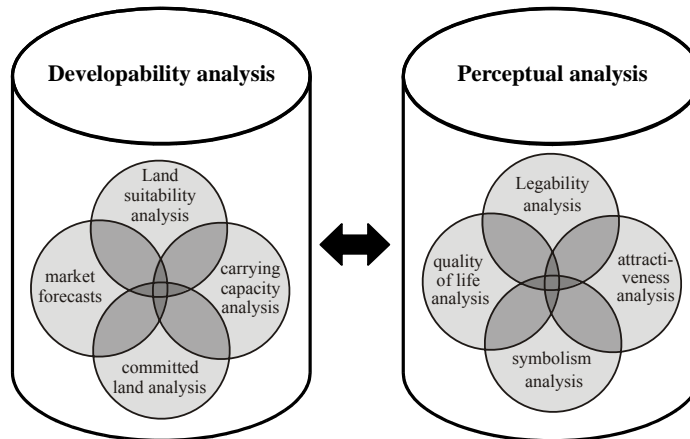 Developability analysis
Land
suitability
analysis
market
forecasts
carrying
capacity
analysis
committed
land analysis
Perceptual analysis
Legability
analysis
quality
of life
analysis
attracti-
veness
analysis
symbolism
analysis